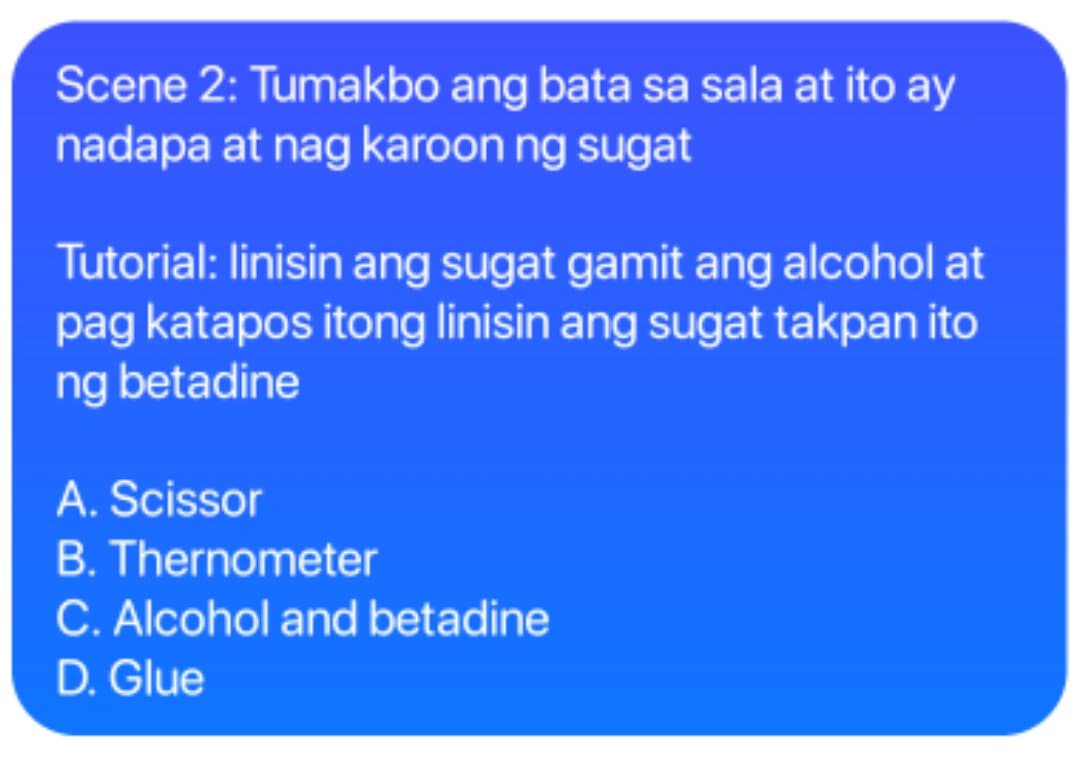 Scene 2: Tumakbo ang bata sa sala at ito ay
nadapa at nag karoon ng sugat
Tutorial: linisin ang sugat gamit ang alcohol at
pag katapos itong linisin ang sugat takpan ito
ng betadine
A. Scissor
B. Thernometer
C. Alcohol and betadine
D. Glue